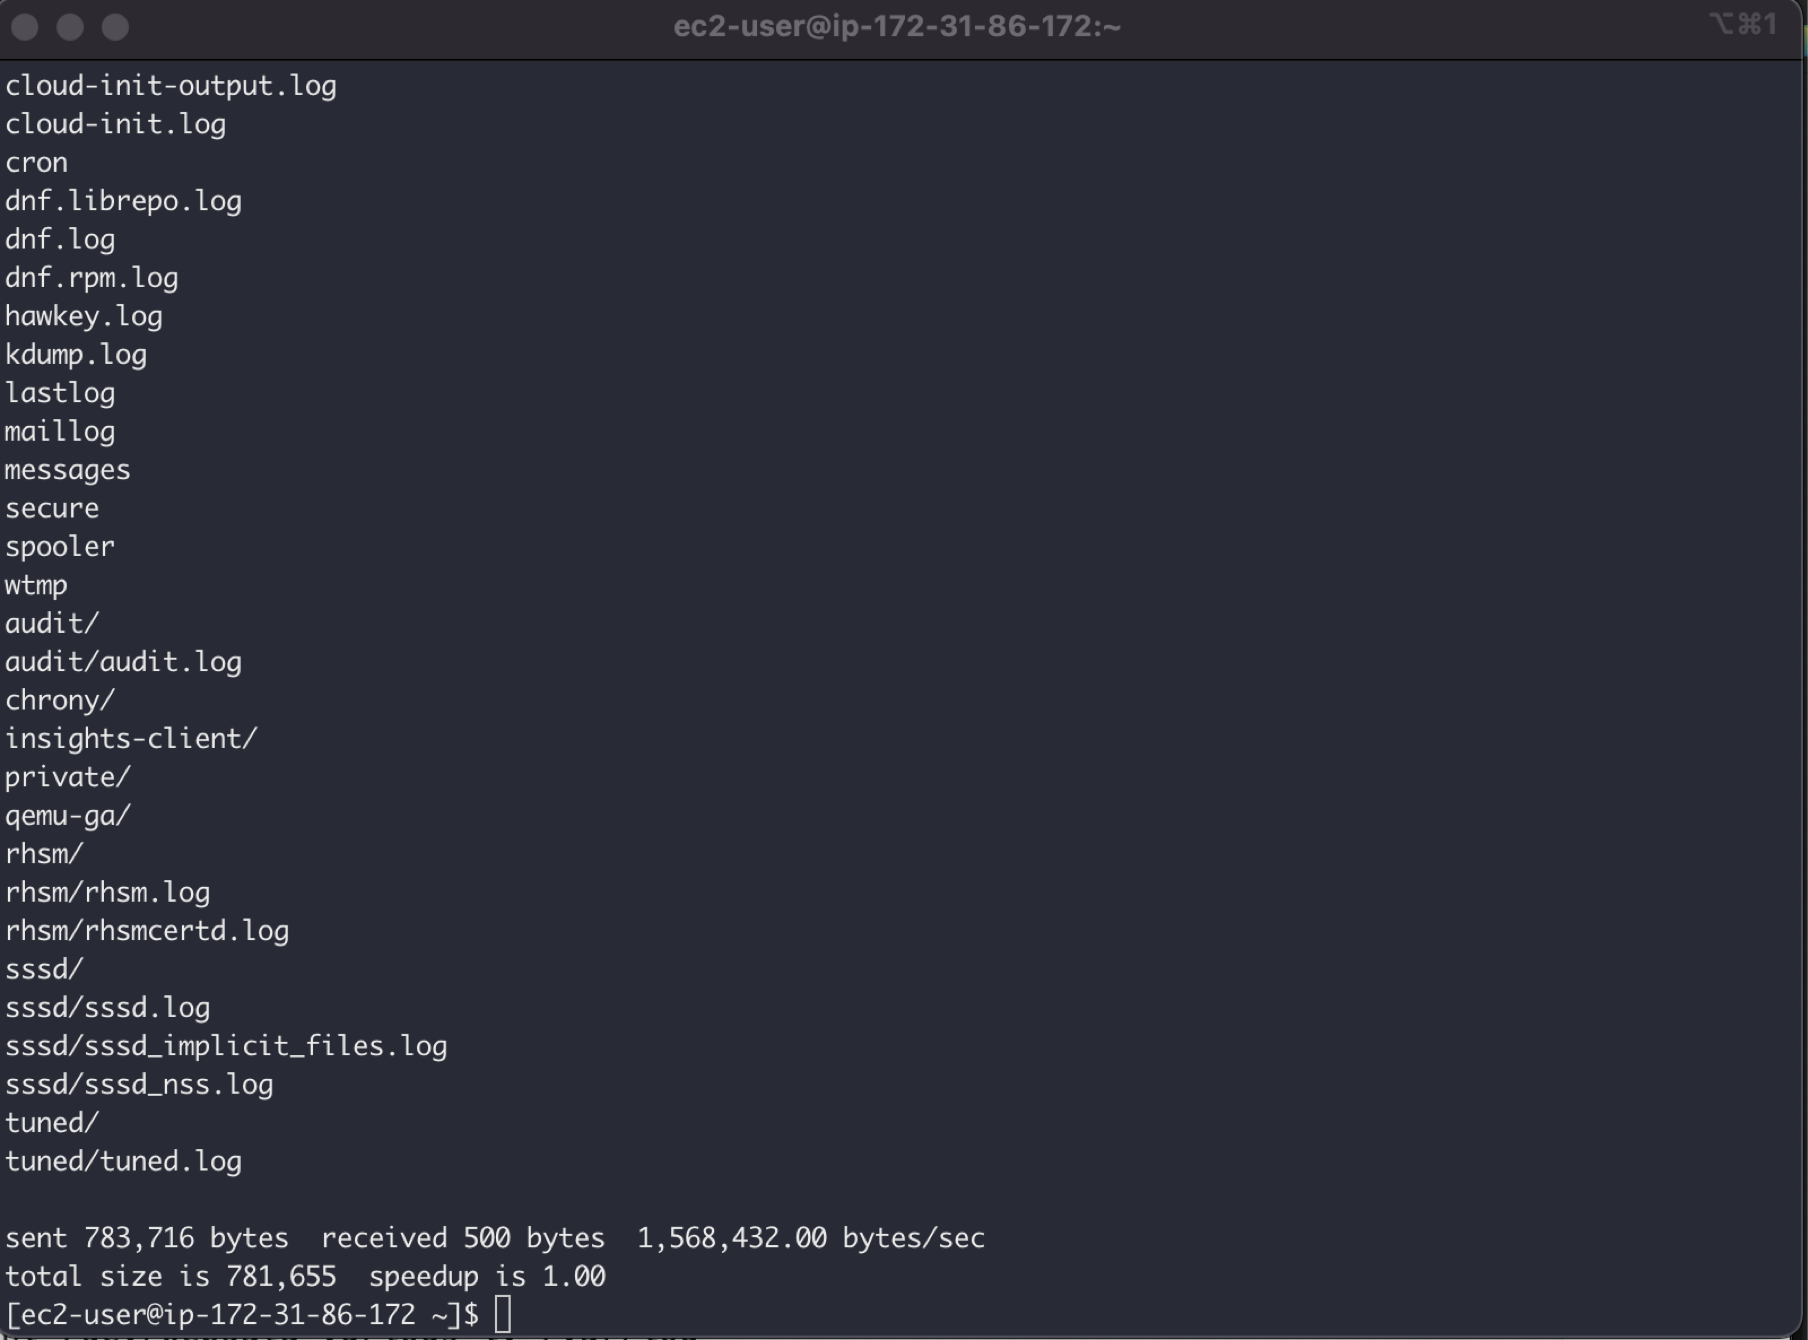 ec2-user@ip-172-31-86-172:~
⌥⌘1
cloud-init-output.log
cloud-init.log
cron
dnf.librepo.log
dnf.log
dnf.rpm.log
hawkey.log
kdump.log
lastlog
maillog
messages
secure
spooler
wtmp
audit/
audit/audit.log
chrony/
insights-client/
private/
qemu-ga/
rhsm/
rhsm/rhsm.log
rhsm/rhsmcertd.log
sssd/
sssd/sssd.log
sssd/sssd_implicit_files.log
sssd/sssd_nss.log
tuned/
tuned/tuned.log

sent 783,716 bytes  received 500 bytes  1,568,432.00 bytes/sec
total size is 781,655  speedup is 1.00
[ec2-user@ip-172-31-86-172 ~]$